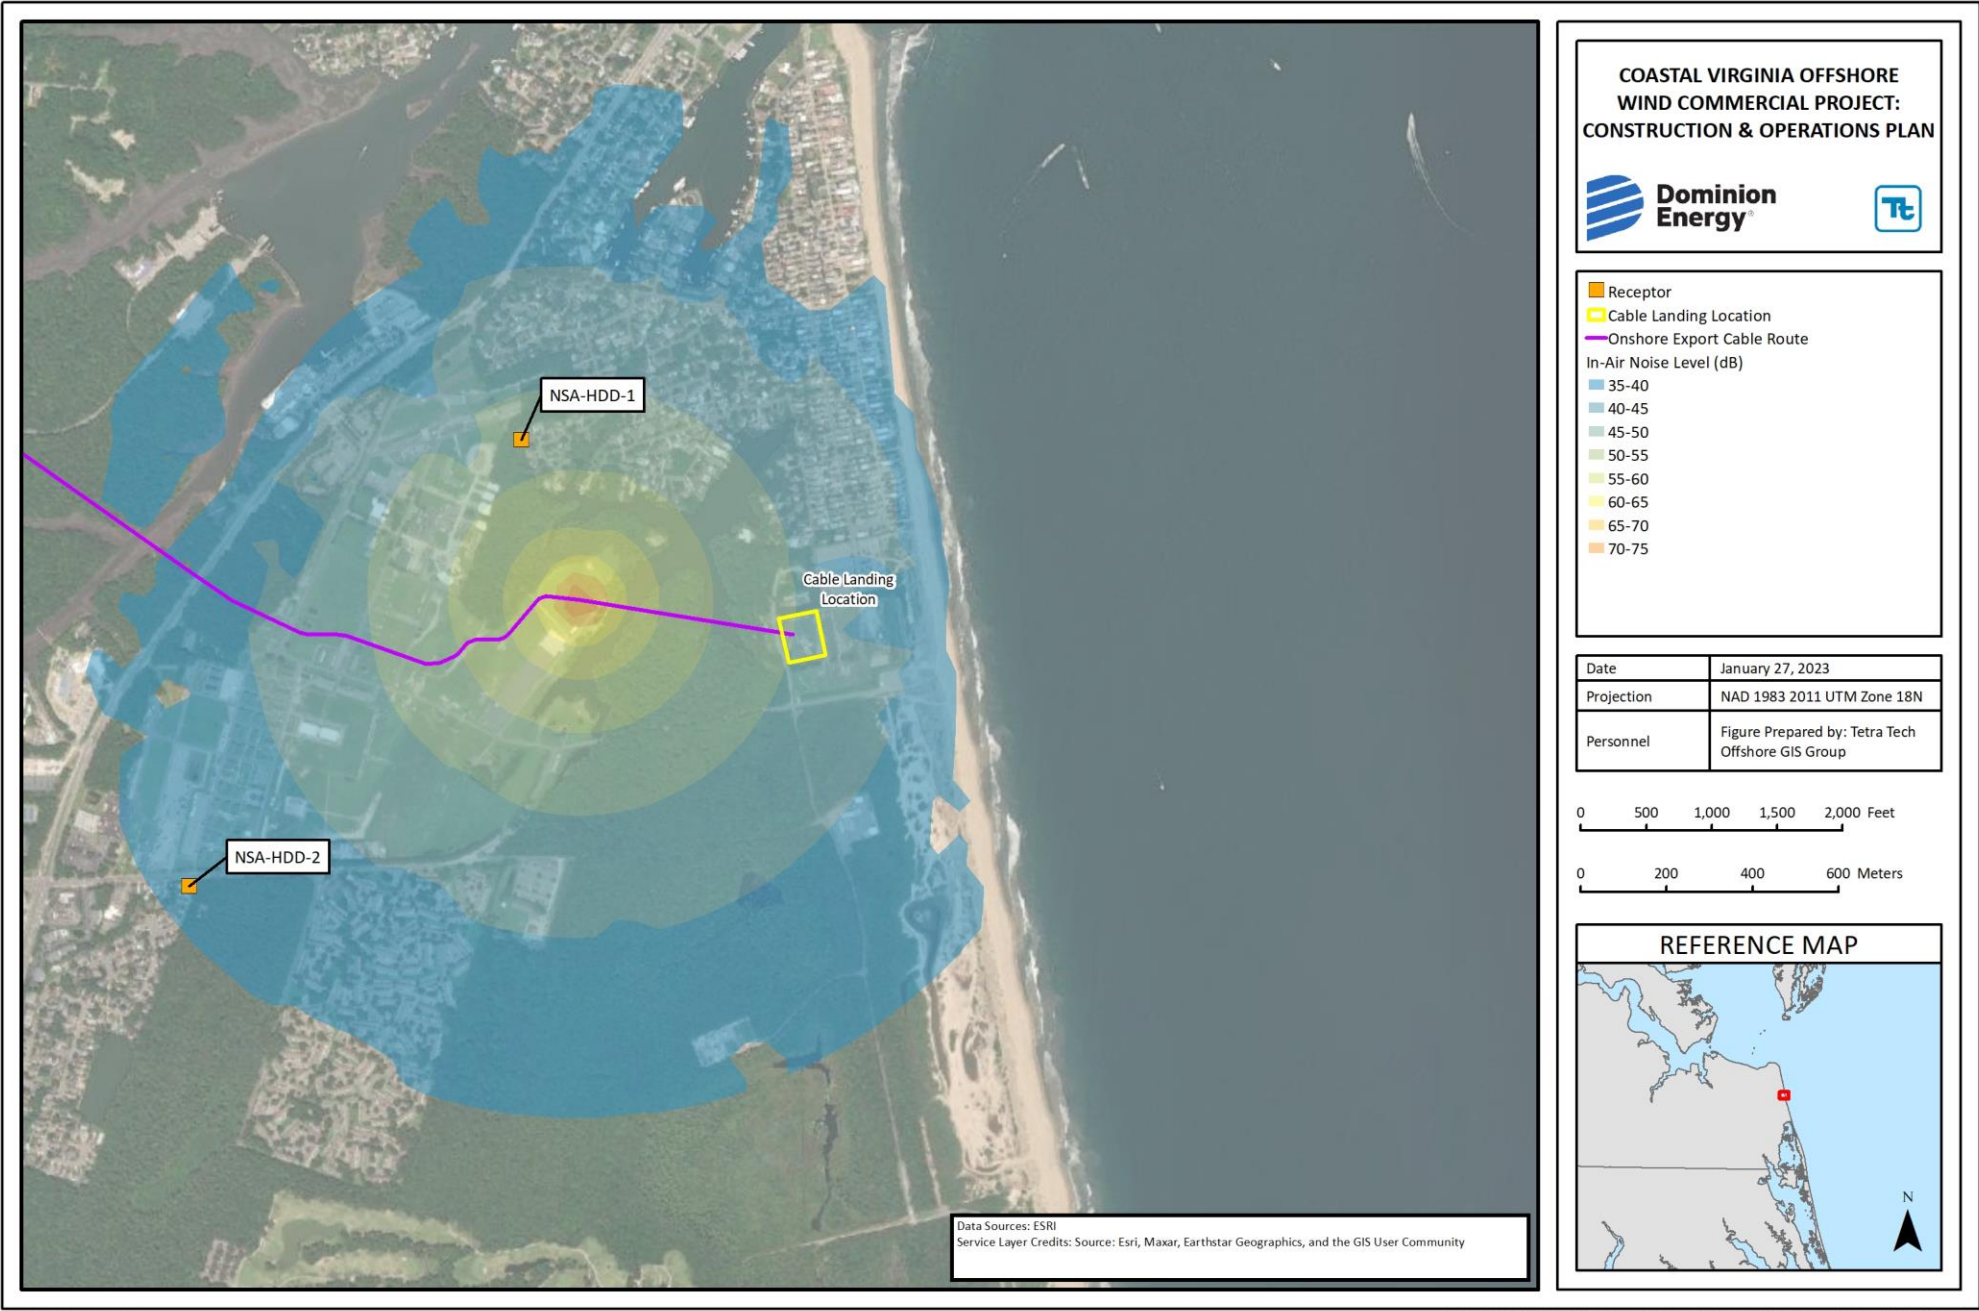 COASTAL VIRGINIA OFFSHORE
WIND COMMERCIAL PROJECT:
CONSTRUCTION & OPERATIONS PLAN
Dominion
Energy®
Tt
Receptor
Cable Landing Location
Onshore Export Cable Route
In-Air Noise Level (dB)
35-40
40-45
45-50
50-55
55-60
60-65
65-70
70-75
NSA-HDD-1
Cable Landing
Location
NSA-HDD-2
Date January 27, 2023
Projection NAD 1983 2011 UTM Zone 18N
Personnel Figure Prepared by: Tetra Tech
Offshore GIS Group
0 500 1,000 1,500 2,000 Feet
0 200 400 600 Meters
REFERENCE MAP
N
Data Sources: ESRI
Service Layer Credits: Source: Esri, Maxar, Earthstar Geographics, and the GIS User Community